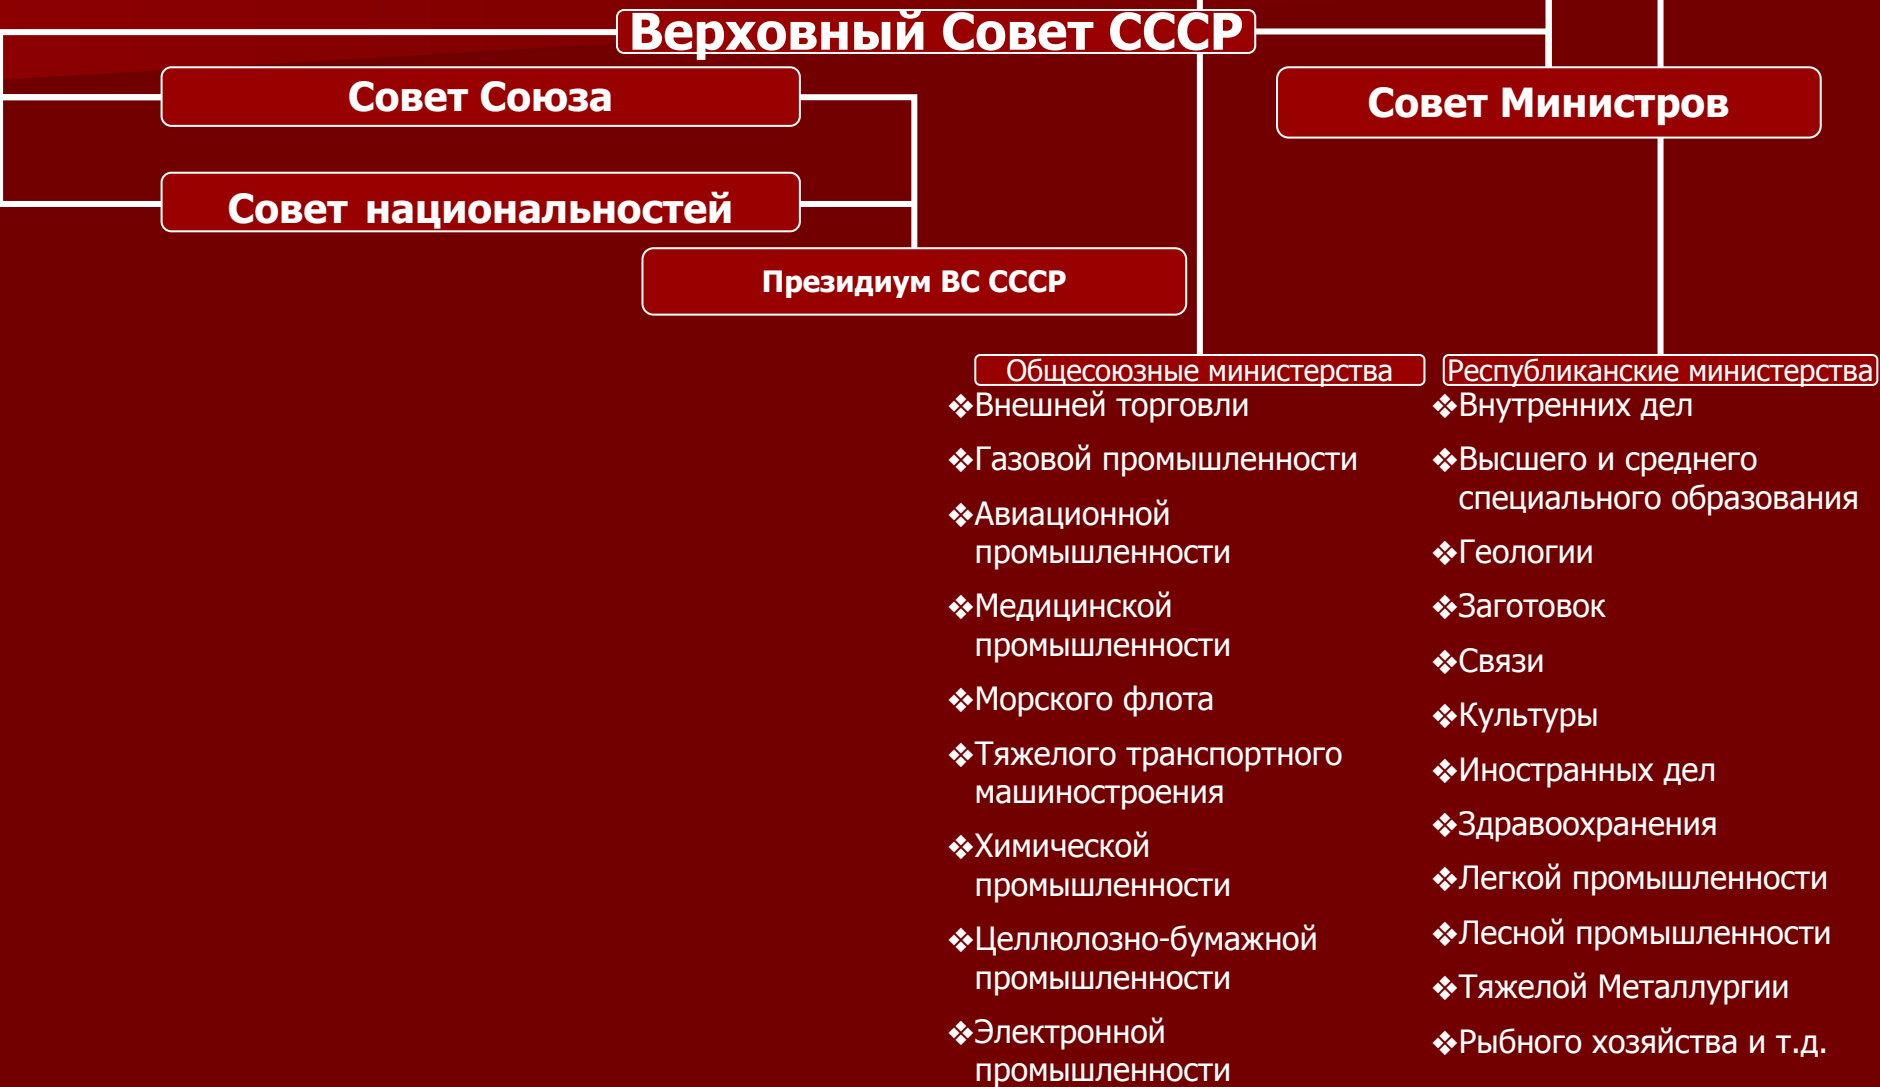 Верховный Совет СССР
Совет Союза
Совет Министров
Совет национальностей
Президиум ВС СССР
Общесоюзные министерства
❖Внешней торговли
❖Газовой промышленности
❖Авиационной
промышленности
❖Медицинской
промышленности
❖Морского флота
❖Тяжелого транспортного
машиностроения
❖Химической
промышленности
❖Целлюлозно-бумажной
промышленности
❖Электронной
промышленности
Республиканские министерства
❖Внутренних дел
❖Высшего и среднего
специального образования
❖Геологии
❖Заготовок
❖Связи
❖Культуры
❖Иностранных дел
❖Здравоохранения
❖Легкой промышленности
❖Лесной промышленности
❖Тяжелой Металлургии
❖Рыбного хозяйства и т.д.